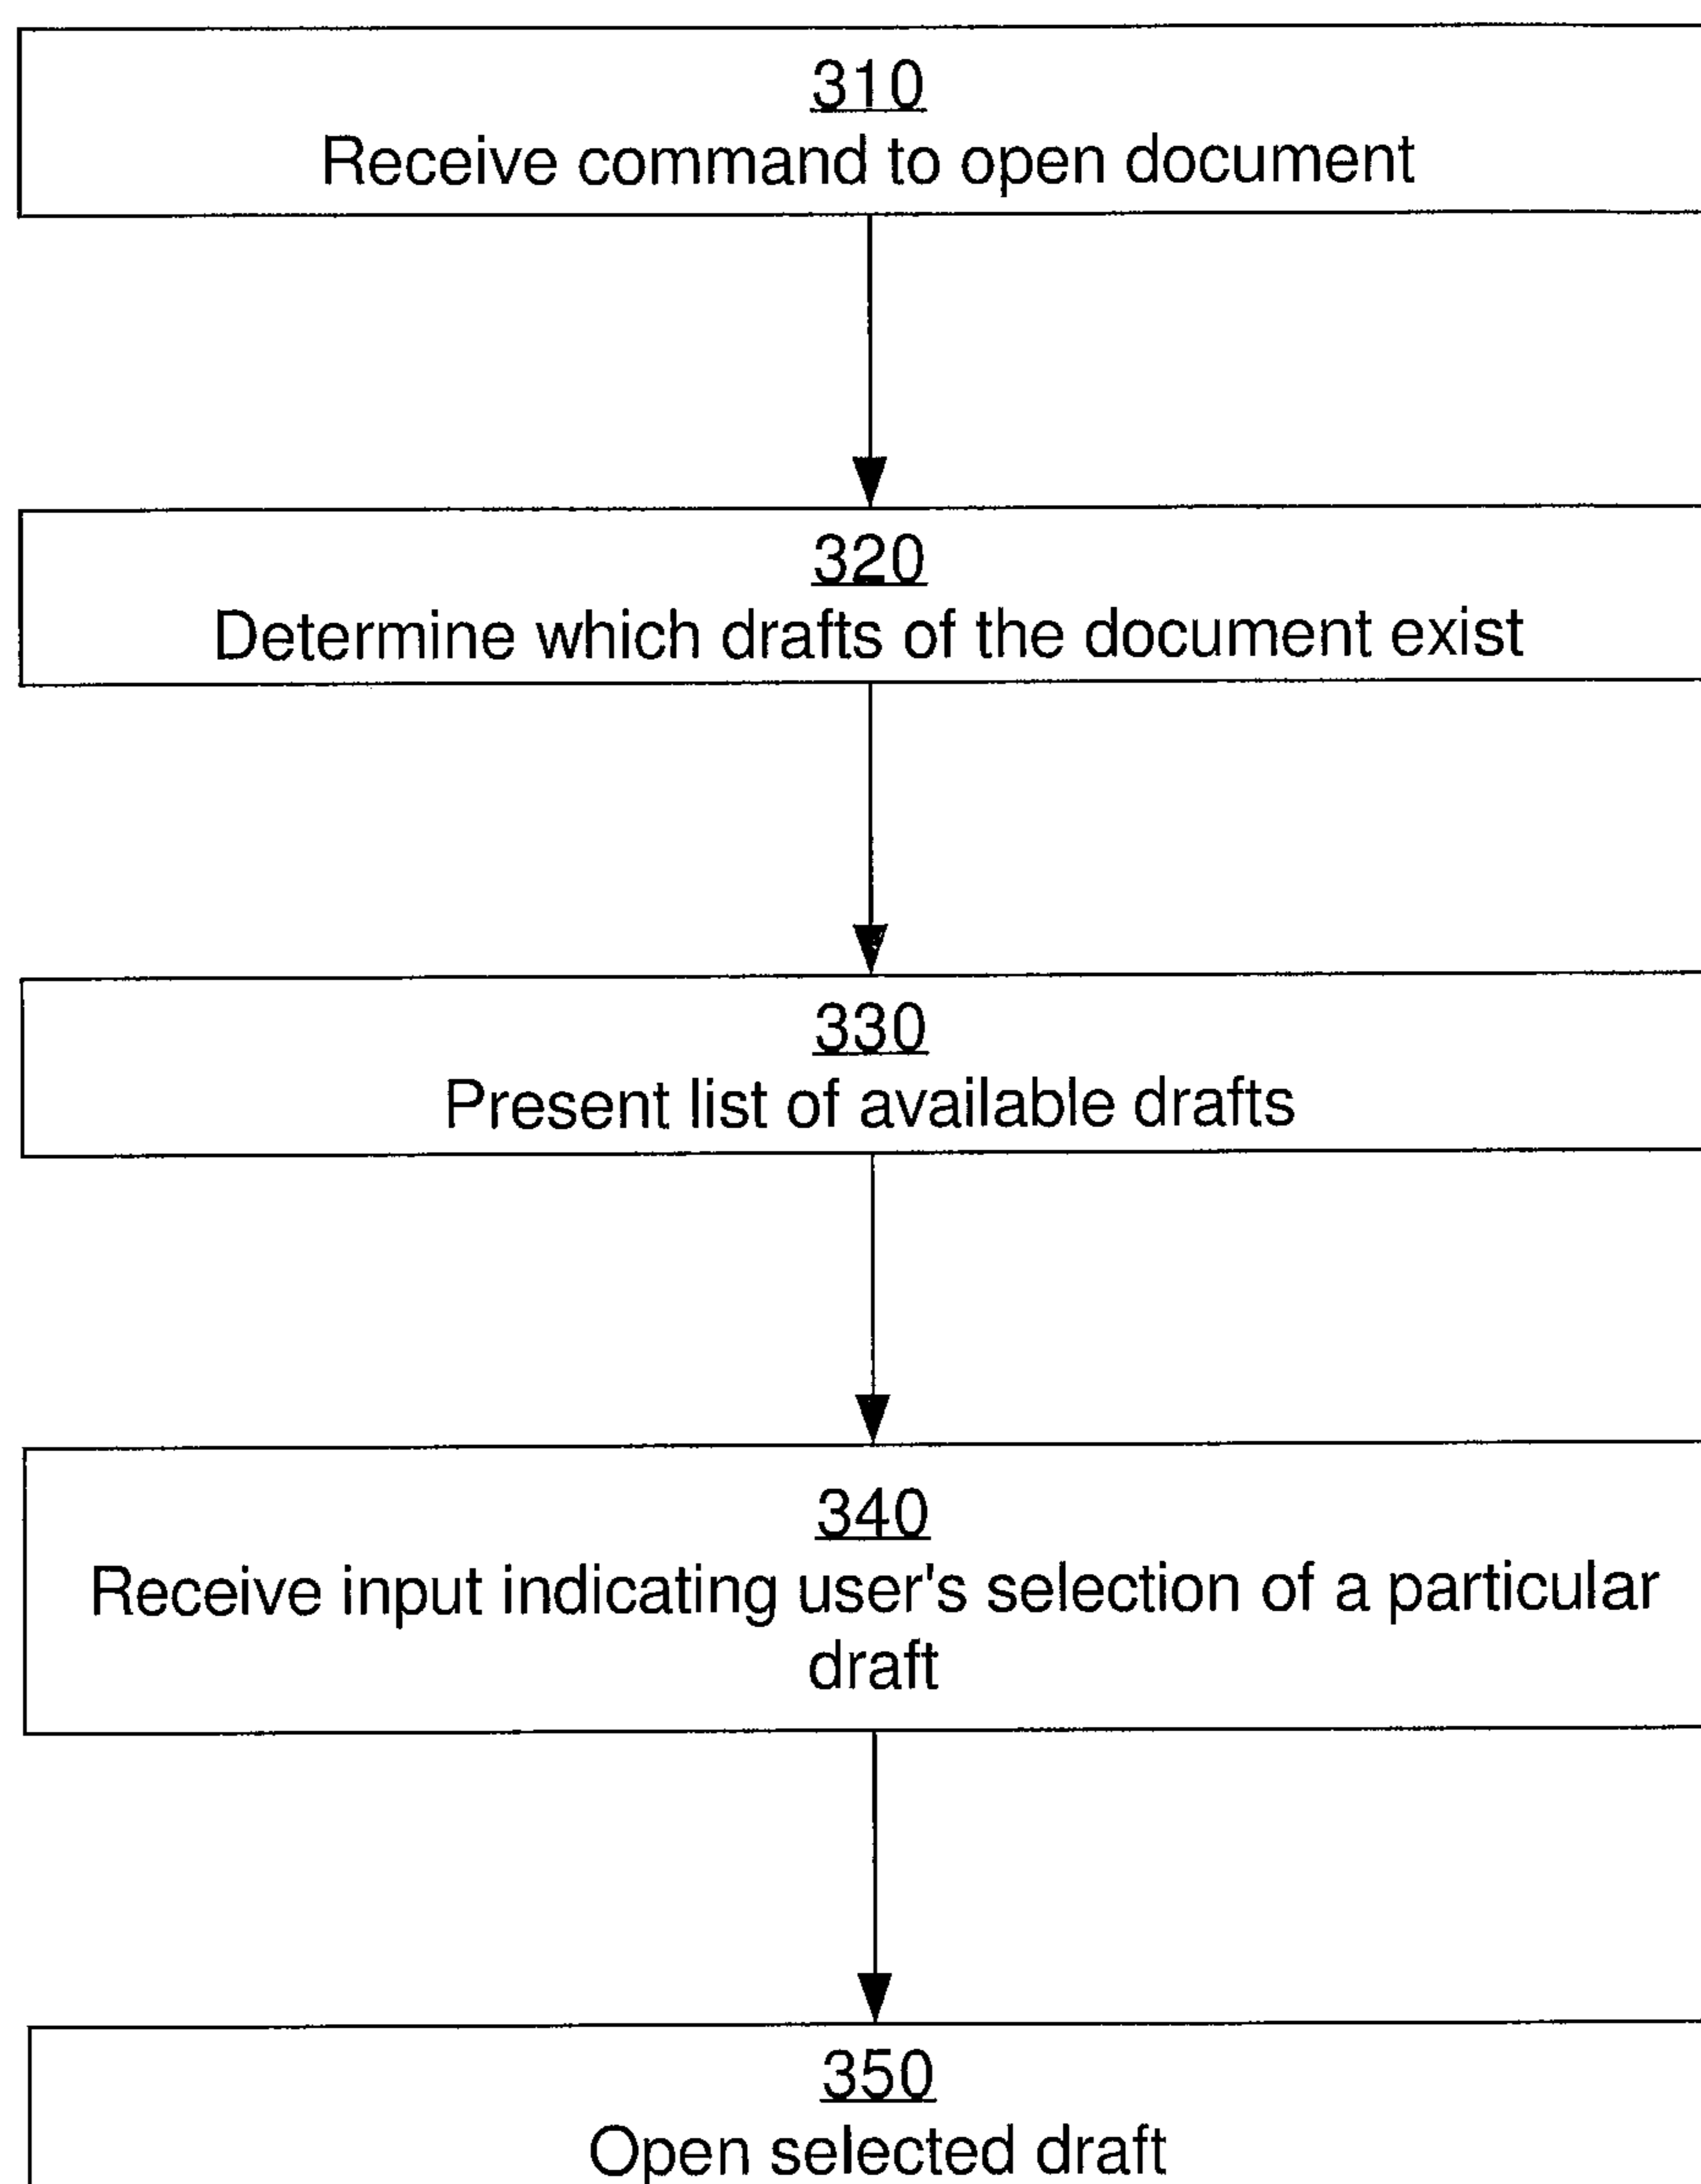 310
Receive command to open document
320
Determine which drafts of the document exist
330
Present list of available drafts
340
Receive input indicating user's selection of a particular
draft
350
Open selected draft